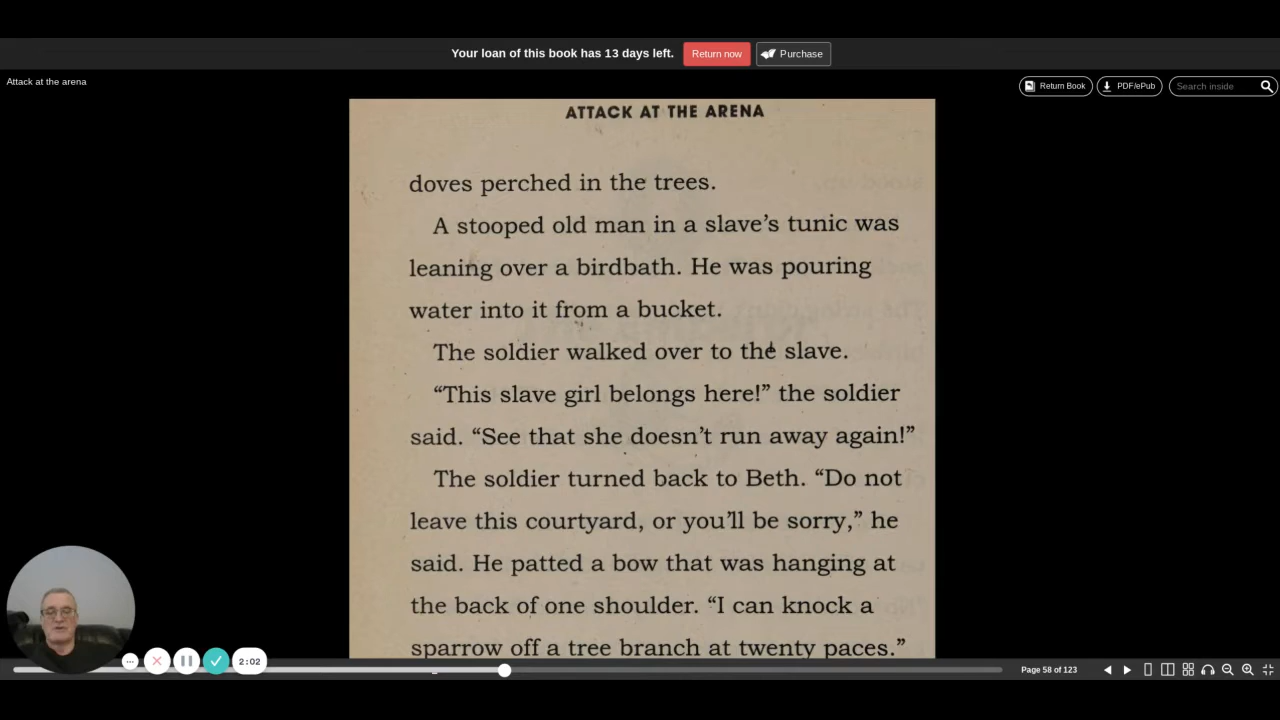 Your loan of this book has 13 days left. Return now Purchase
Attack at the arena
Return Book PDF/ePub Search inside
ATTACK AT THE ARENA
doves perched in the trees.
A stooped old man in a slave's tunic was
leaning over a birdbath. He was pouring
water into it from a bucket.
The soldier walked over to the slave.
“This slave girl belongs here!” the soldier
said. “See that she doesn't run away again!”
The soldier turned back to Beth. “Do not
leave this courtyard, or you'll be sorry,” he
said. He patted a bow that was hanging at
the back of one shoulder. “I can knock a
sparrow off a tree branch at twenty paces.”
2:02
Page 58 of 123